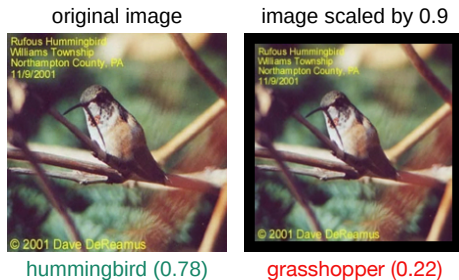 original image
image scaled by 0.9
Rufous Hummingbird
Williams Township
Northampton County, PA
11/9/2001
© 2001 Dave DeReamus
hummingbird (0.78)
Rufous Hummingbird
Williams Township
Northampton County, PA
11/9/2001
© 2001 Dave DeReamus
grasshopper (0.22)